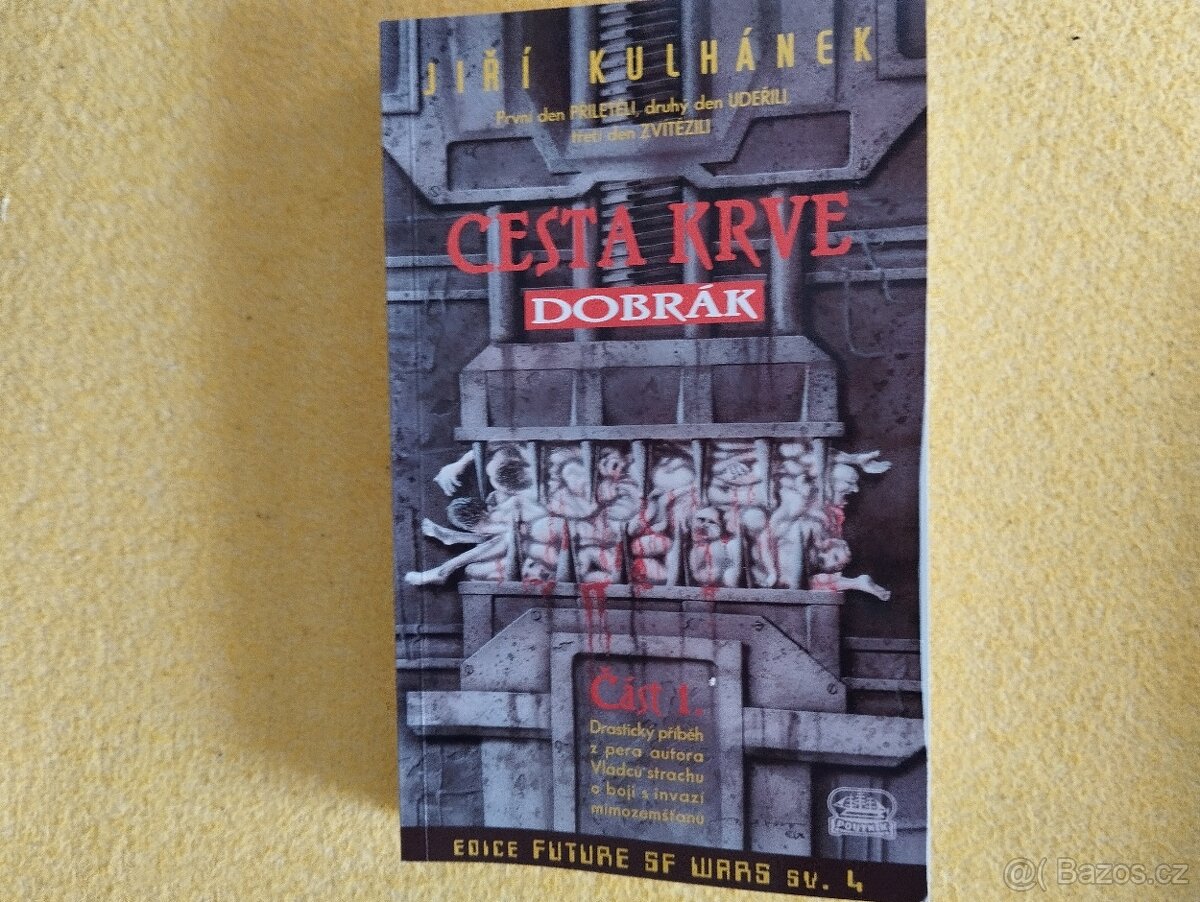 JIŘÍ KULHÁNEK
První den PŘILETĚLI, druhý den UDEŘILI,
třetí den ZVÍTĚZILI
CESTA KRVE
DOBRÁK
Část 1.
Drastický příběh
z pera autora
Vládců strachu
o boji s invazí
mimozemšťanů
POUTNÍK
EDICE FUTURE SF WARS sv. 4
@( Bazos.cz